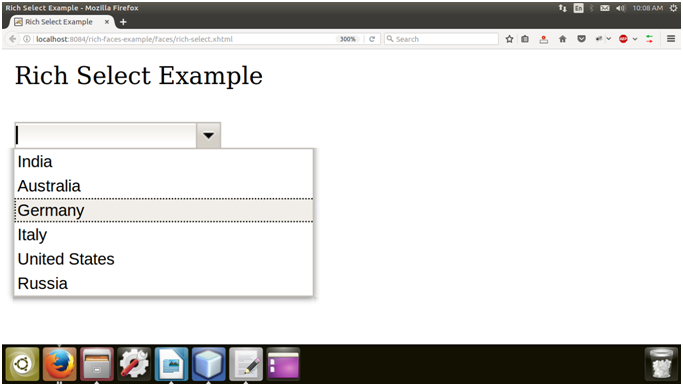 Rich Select Example - Mozilla Firefox
En
10:08 AM
Rich Select Example
localhost:8084/rich-faces-example/faces/rich-select.xhtml
300%
Search
Rich Select Example
India
Australia
Germany
Italy
United States
Russia